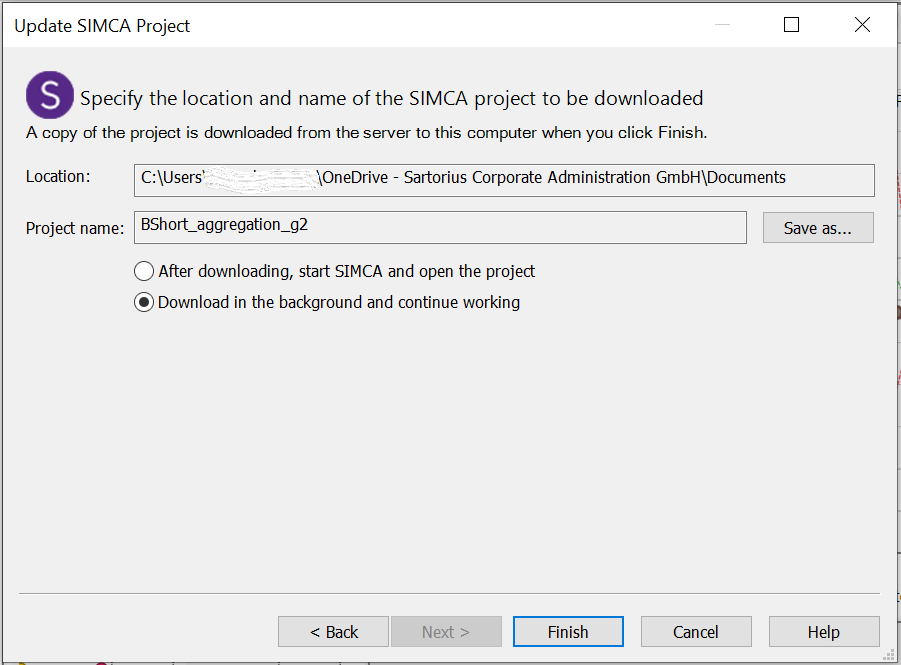 Update SIMCA Project
S
Specify the location and name of the SIMCA project to be downloaded
A copy of the project is downloaded from the server to this computer when you click Finish.
Location: C:\Users\ \OneDrive - Sartorius Corporate Administration GmbH\Documents
Project name: BShort_aggregation_g2 Save as...
After downloading, start SIMCA and open the project
Download in the background and continue working
< Back Next > Finish Cancel Help